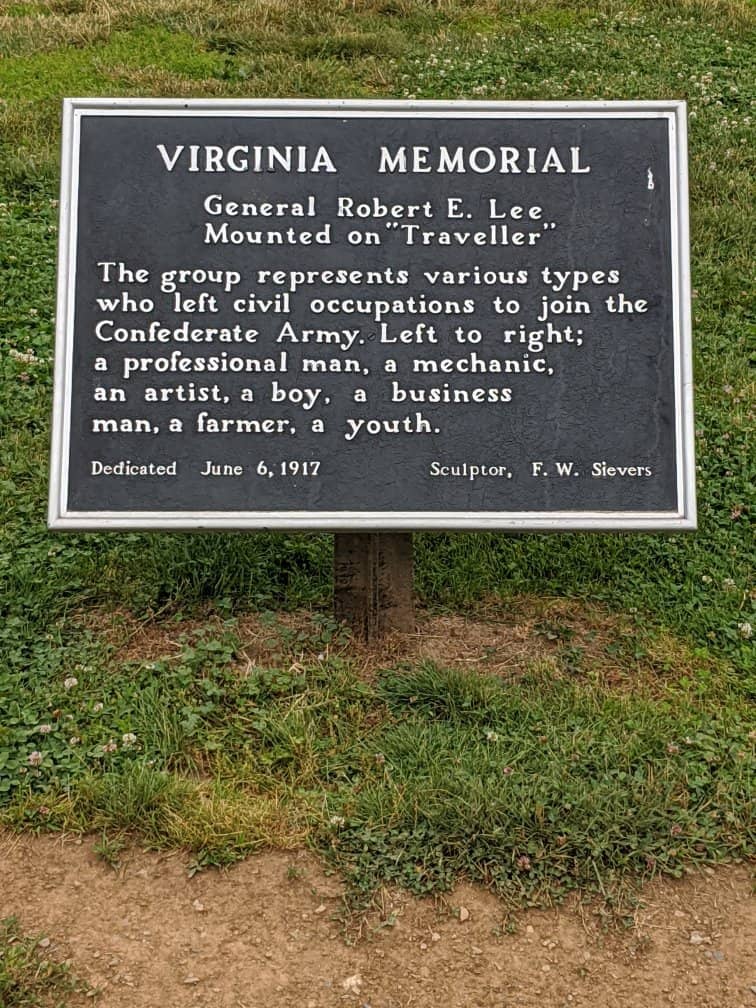 VIRGINIA MEMORIAL
General Robert E. Lee
Mounted on "Traveller"
The group represents various types
who left civil occupations to join the
Confederate Army. Left to right;
a professional man, a mechanic,
an artist, a boy, a business
man, a farmer, a youth.
Dedicated June 6, 1917 Sculptor, F. W. Sievers